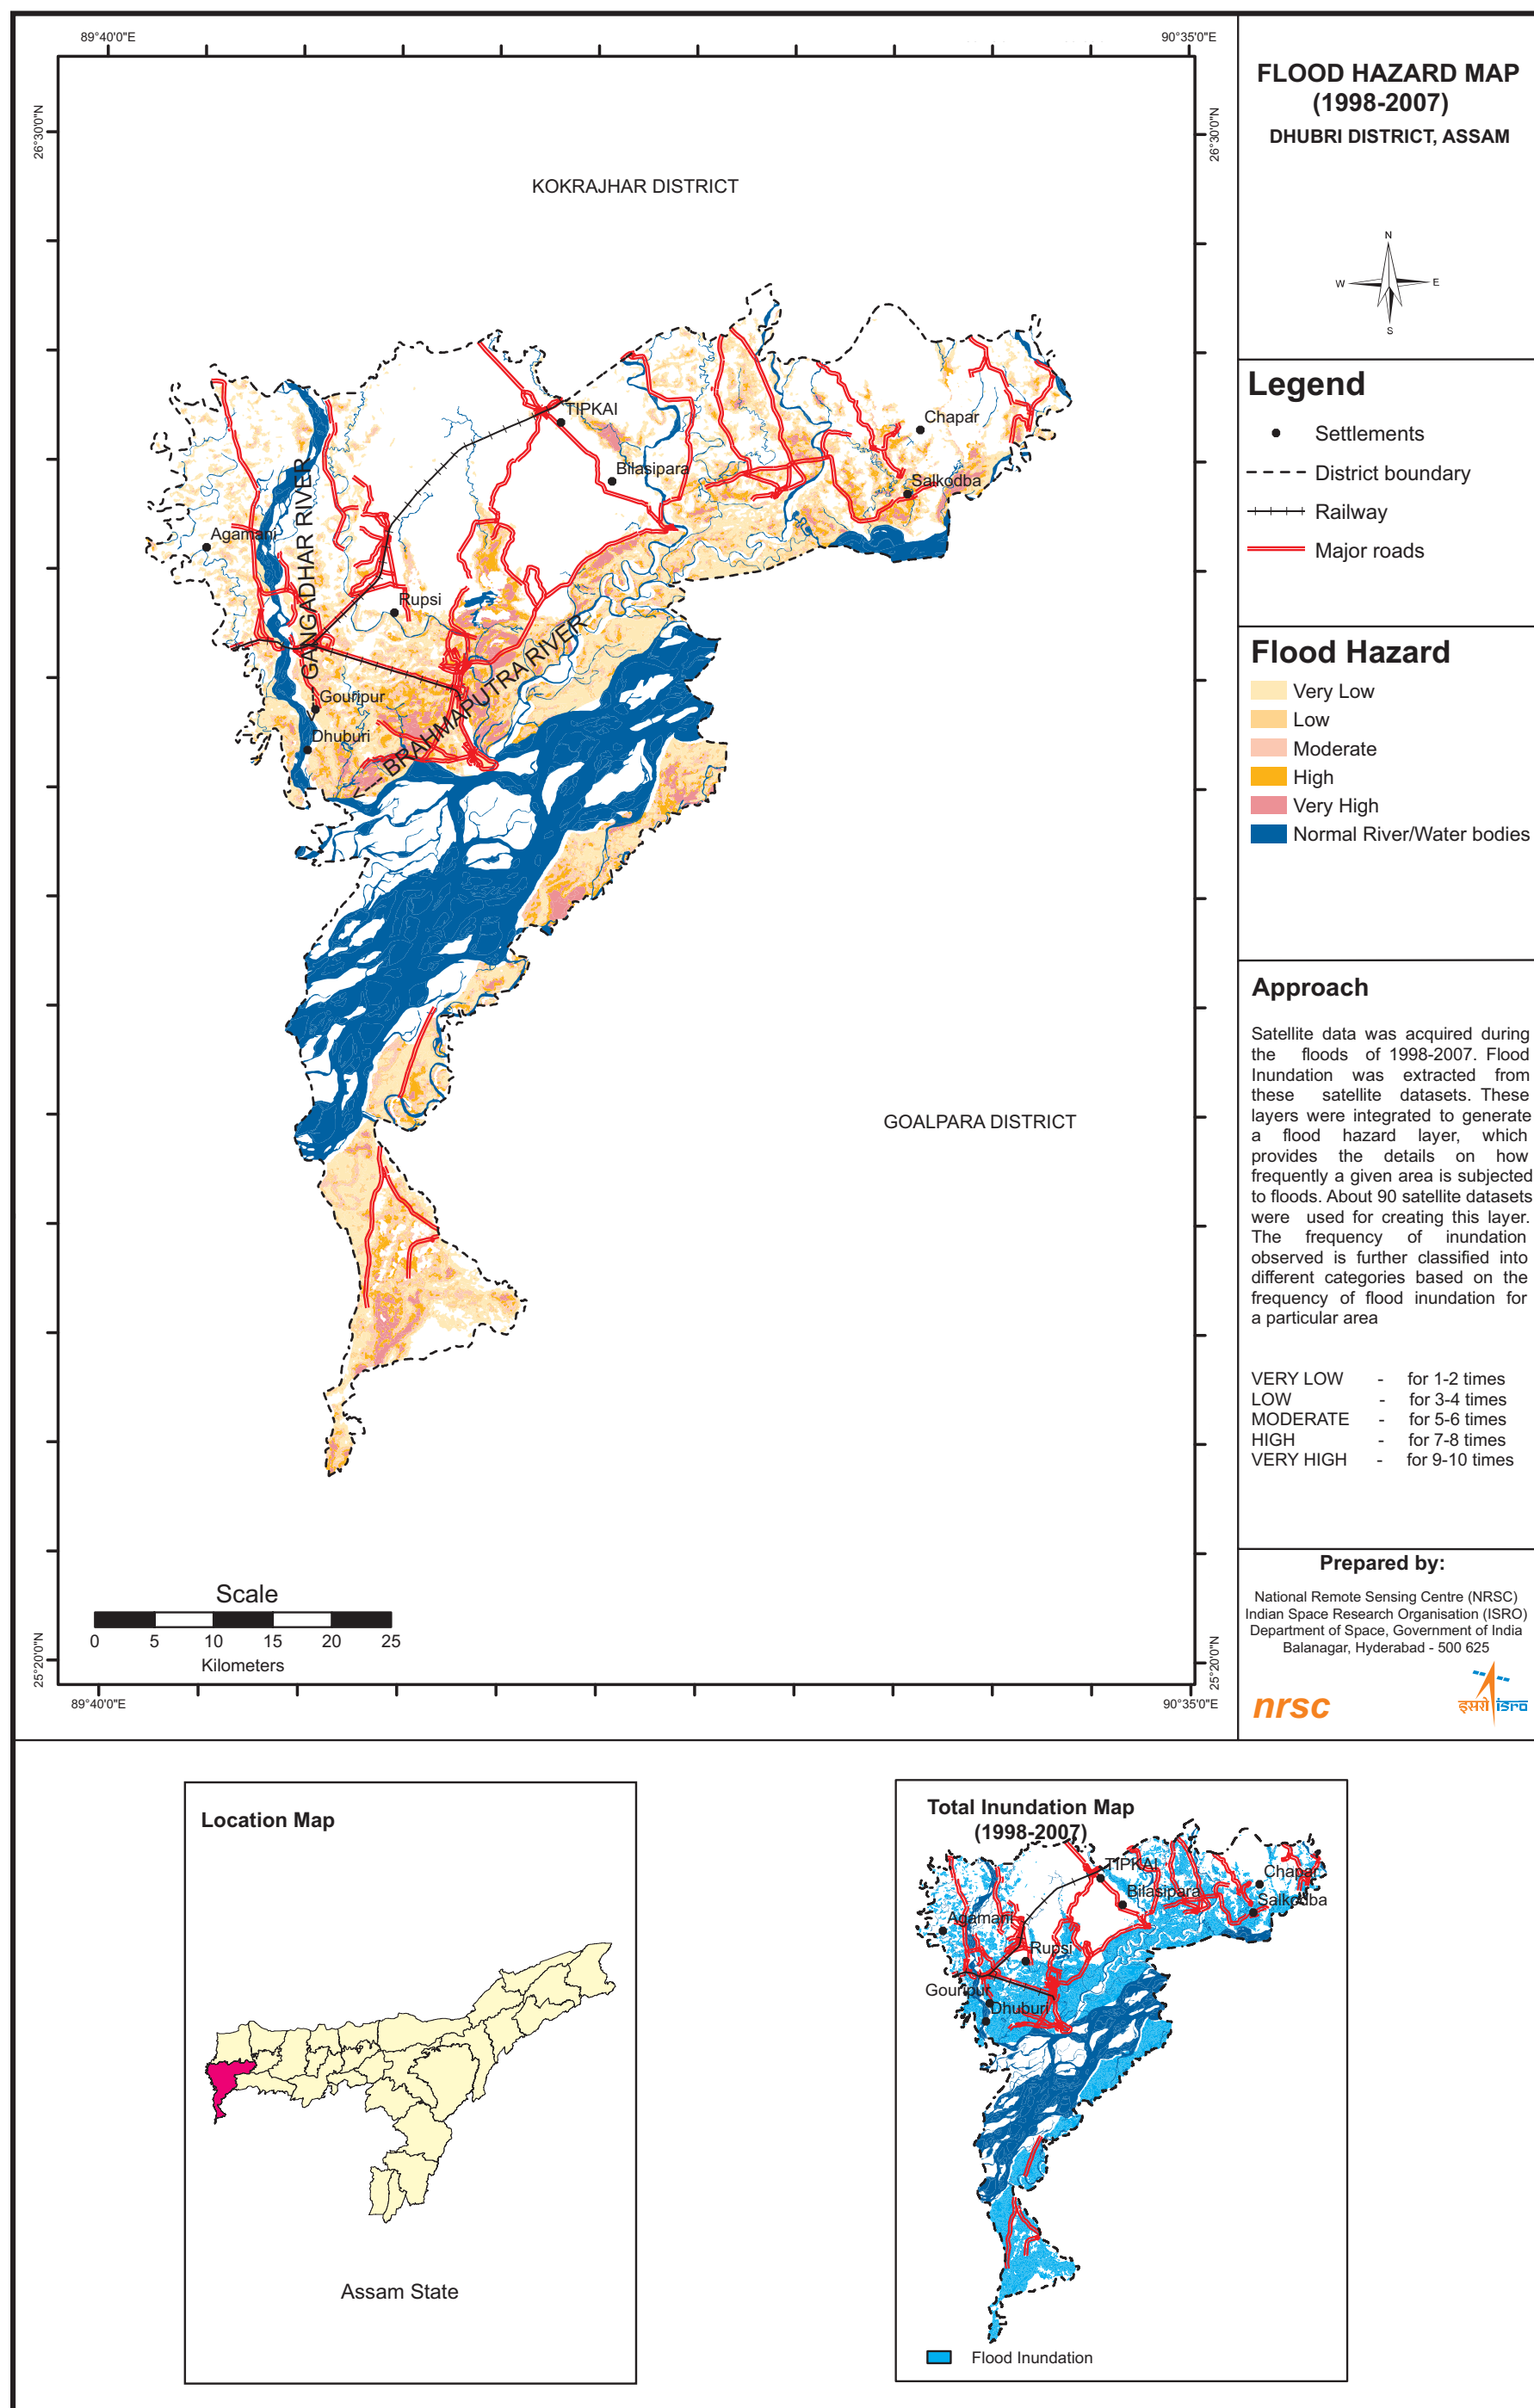 89°40'0"E
90°35'0"E
26°30'0"N
26°30'0"N
KOKRAJHAR DISTRICT
TIPKAI
Chapar
Bilasipara
Salkodba
Agamani
GANGADHAR RIVER
Rupsi
BRAHMAPUTRA RIVER
Gouripur
Dhuburi
GOALPARA DISTRICT
Scale
0 5 10 15 20 25
Kilometers
25°20'0"N
25°20'0"N
89°40'0"E
90°35'0"E
FLOOD HAZARD MAP
(1998-2007)
DHUBRI DISTRICT, ASSAM
N
W
E
S
Legend
Settlements
District boundary
Railway
Major roads
Flood Hazard
Very Low
Low
Moderate
High
Very High
Normal River/Water bodies
Approach
Satellite data was acquired during
the floods of 1998-2007. Flood
Inundation was extracted from
these satellite datasets. These
layers were integrated to generate
a flood hazard layer, which
provides the details on how
frequently a given area is subjected
to floods. About 90 satellite datasets
were used for creating this layer.
The frequency of inundation
observed is further classified into
different categories based on the
frequency of flood inundation for
a particular area
VERY LOW - for 1-2 times
LOW - for 3-4 times
MODERATE - for 5-6 times
HIGH - for 7-8 times
VERY HIGH - for 9-10 times
Prepared by:
National Remote Sensing Centre (NRSC)
Indian Space Research Organisation (ISRO)
Department of Space, Government of India
Balanagar, Hyderabad - 500 625
nrsc
इसरो isro
Location Map
Assam State
Total Inundation Map
(1998-2007)
TIPKAI
Chapar
Bilasipara
Salkodba
Agamani
Rupsi
Gouripur
Dhuburi
Flood Inundation